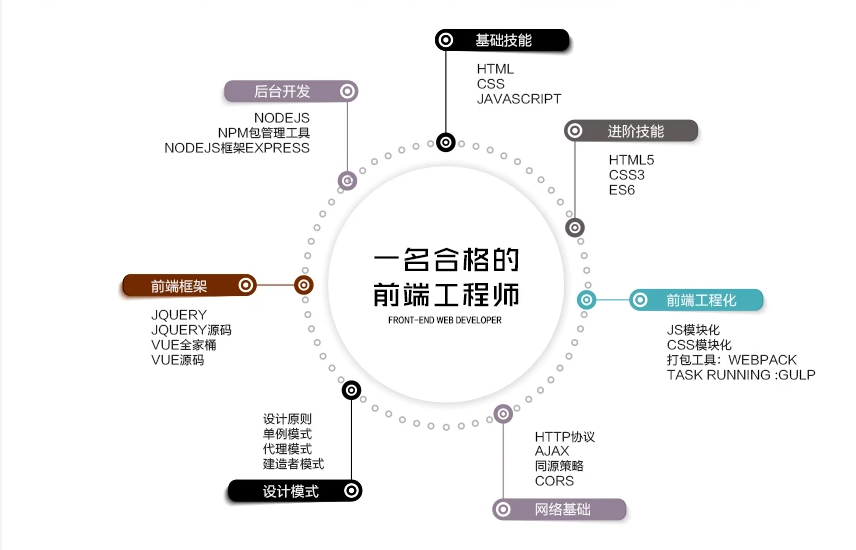 基础技能
HTML
CSS
JAVASCRIPT
进阶技能
HTML5
CSS3
ES6
前端工程化
JS模块化
CSS模块化
打包工具：WEBPACK
TASK RUNNING :GULP
网络基础
HTTP协议
AJAX
同源策略
CORS
设计模式
设计原则
单例模式
代理模式
建造者模式
前端框架
JQUERY
JQUERY源码
VUE全家桶
VUE源码
后台开发
NODEJS
NPM包管理工具
NODEJS框架EXPRESS
一名合格的
前端工程师
FRONT-END WEB DEVELOPER